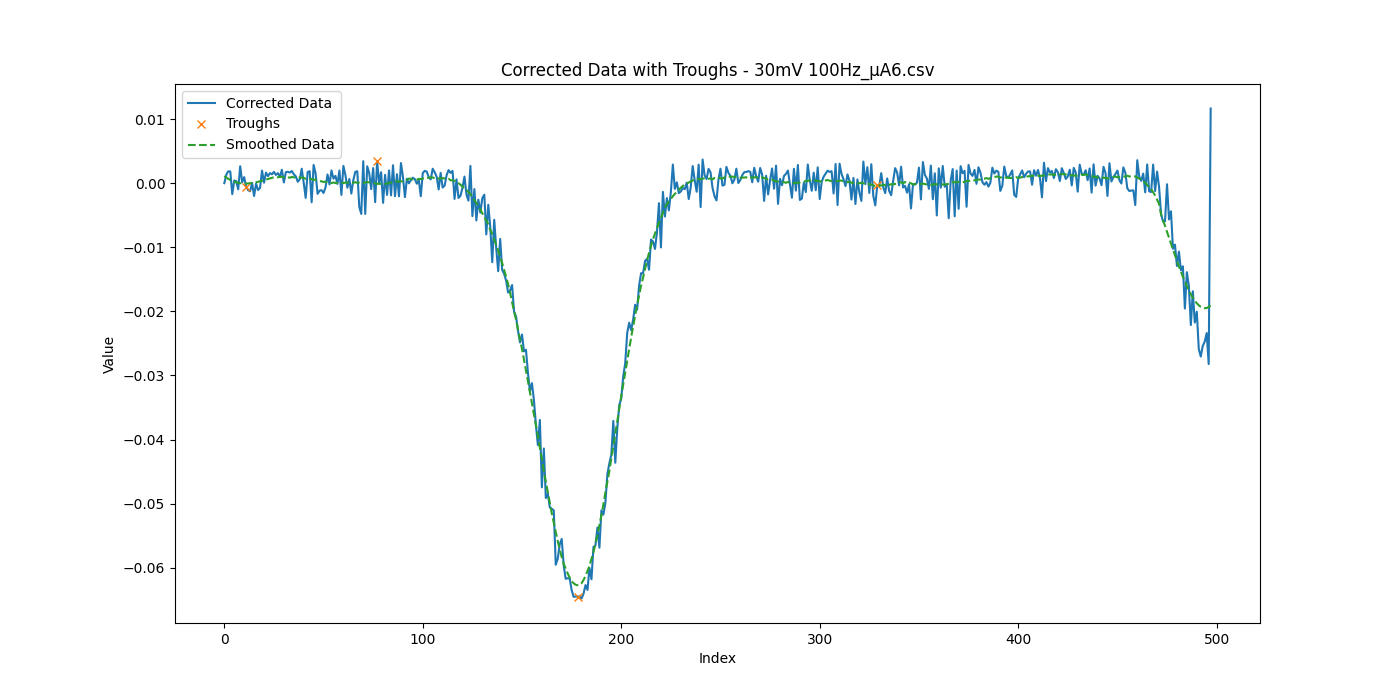 Corrected Data with Troughs - 30mV 100Hz_µA6.csv
Corrected Data
Troughs
Smoothed Data
0.01
0.00
−0.01
−0.02
−0.03
−0.04
−0.05
−0.06
Value
0 100 200 300 400 500
Index